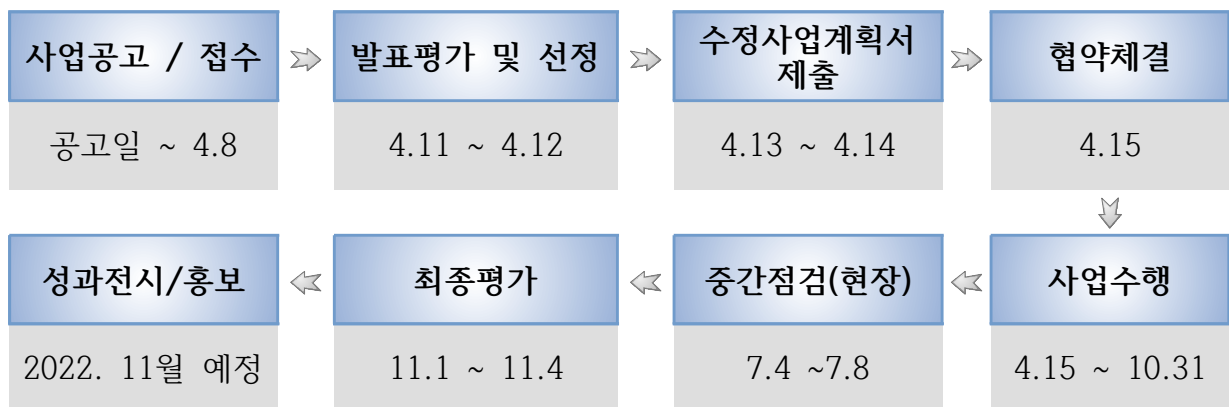 사업공고 / 접수
공고일 ~ 4.8
발표평가 및 선정
4.11 ~ 4.12
수정사업계획서
제출
4.13 ~ 4.14
협약체결
4.15
사업수행
4.15 ~ 10.31
중간점검(현장)
7.4 ~7.8
최종평가
11.1 ~ 11.4
성과전시/홍보
2022. 11월 예정